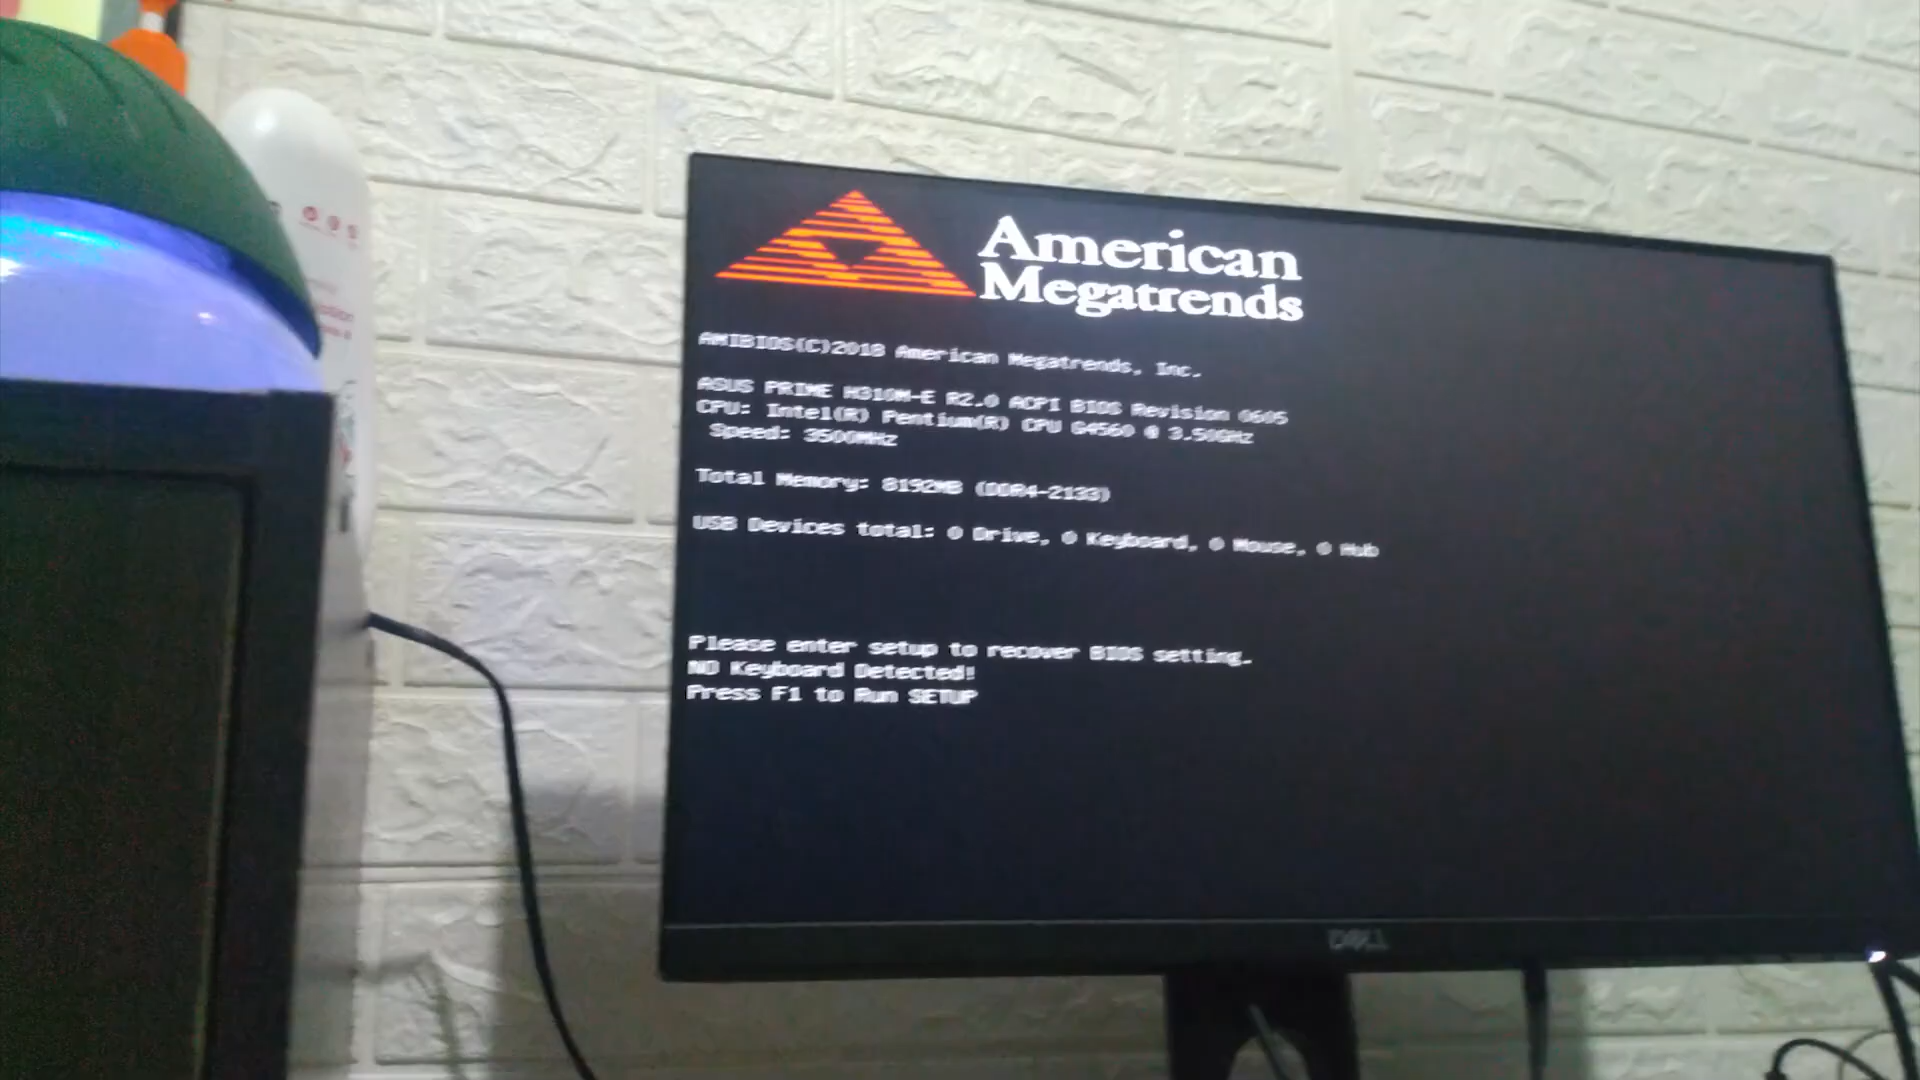 American
Megatrends
AMIBIOS(C)2018 American Megatrends, Inc.
ASUS PRIME H310M-E R2.0 ACPI BIOS Revision 0605
CPU: Intel(R) Pentium(R) CPU G4560 @ 3.50GHz
Speed: 3500MHz
Total Memory: 8192MB (DDR4-2133)
USB Devices total: 0 Drive, 0 Keyboard, 0 Mouse, 0 Hub
Please enter setup to recover BIOS setting.
NO Keyboard Detected!
Press F1 to Run SETUP
DELL